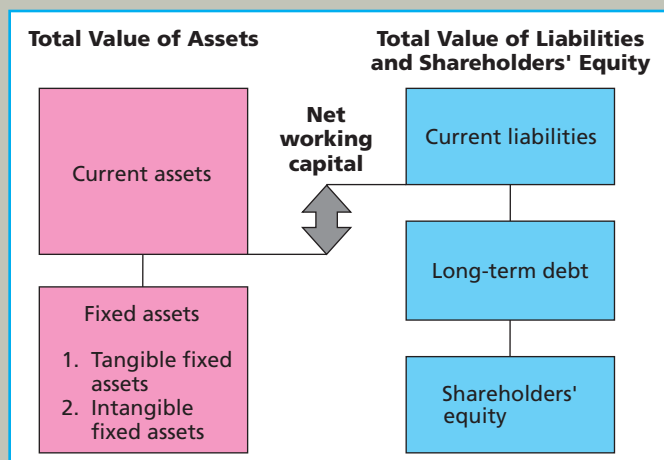 Total Value of Assets
Total Value of Liabilities
and Shareholders' Equity
Net
working
capital
Current assets
Current liabilities
Long-term debt
Fixed assets
1. Tangible fixed
assets
2. Intangible
fixed assets
Shareholders'
equity